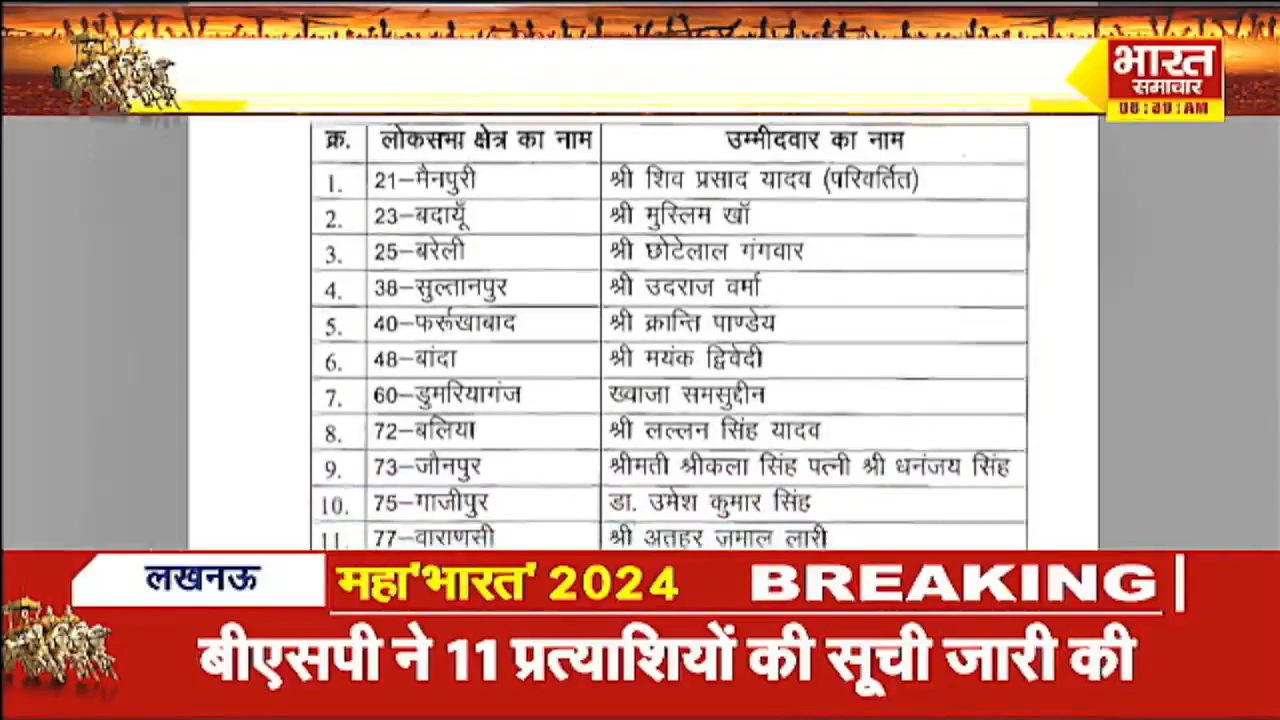 भारत
समाचार
08:39:AM
क्र. लोकसभा क्षेत्र का नाम उम्मीदवार का नाम
1. 21–मैनपुरी श्री शिव प्रसाद यादव (परिवर्तित)
2. 23–बदायूँ श्री मुस्लिम खॉ
3. 25–बरेली श्री छोटेलाल गंगवार
4. 38–सुल्तानपुर श्री उदराज वर्मा
5. 40–फर्रूखाबाद श्री क्रान्ति पाण्डेय
6. 48–बांदा श्री मयंक द्विवेदी
7. 60–डुमरियागंज ख्वाजा समसुद्दीन
8. 72–बलिया श्री लल्लन सिंह यादव
9. 73–जौनपुर श्रीमती श्रीकला सिंह पत्नी श्री धनंजय सिंह
10. 75–गाजीपुर डा. उमेश कुमार सिंह
11. 77–वाराणसी श्री अतहर जमाल लारी
लखनऊ महा'भारत' 2024 BREAKING
बीएसपी ने 11 प्रत्याशियों की सूची जारी की